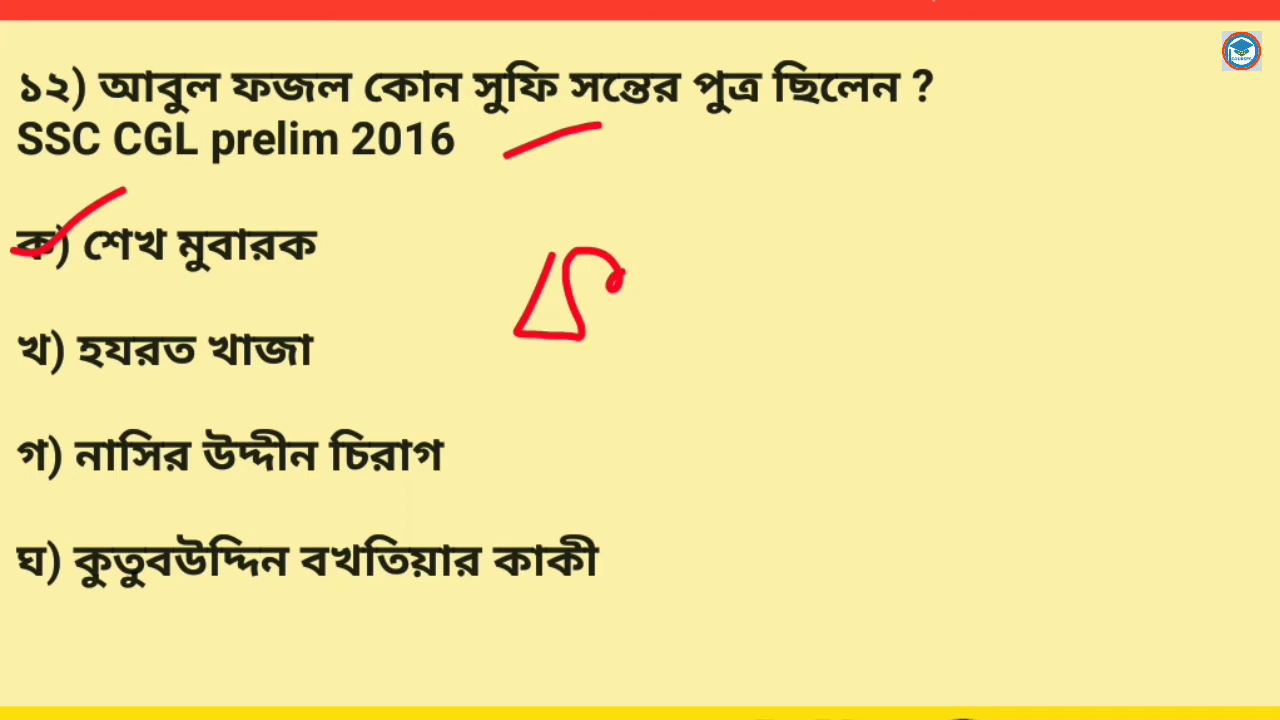 ১২) আবুল ফজল কোন সুফি সন্তের পুত্র ছিলেন ?
SSC CGL prelim 2016
ক) শেখ মুবারক
খ) হযরত খাজা
গ) নাসির উদ্দীন চিরাগ
ঘ) কুতুবউদ্দিন বখতিয়ার কাকী